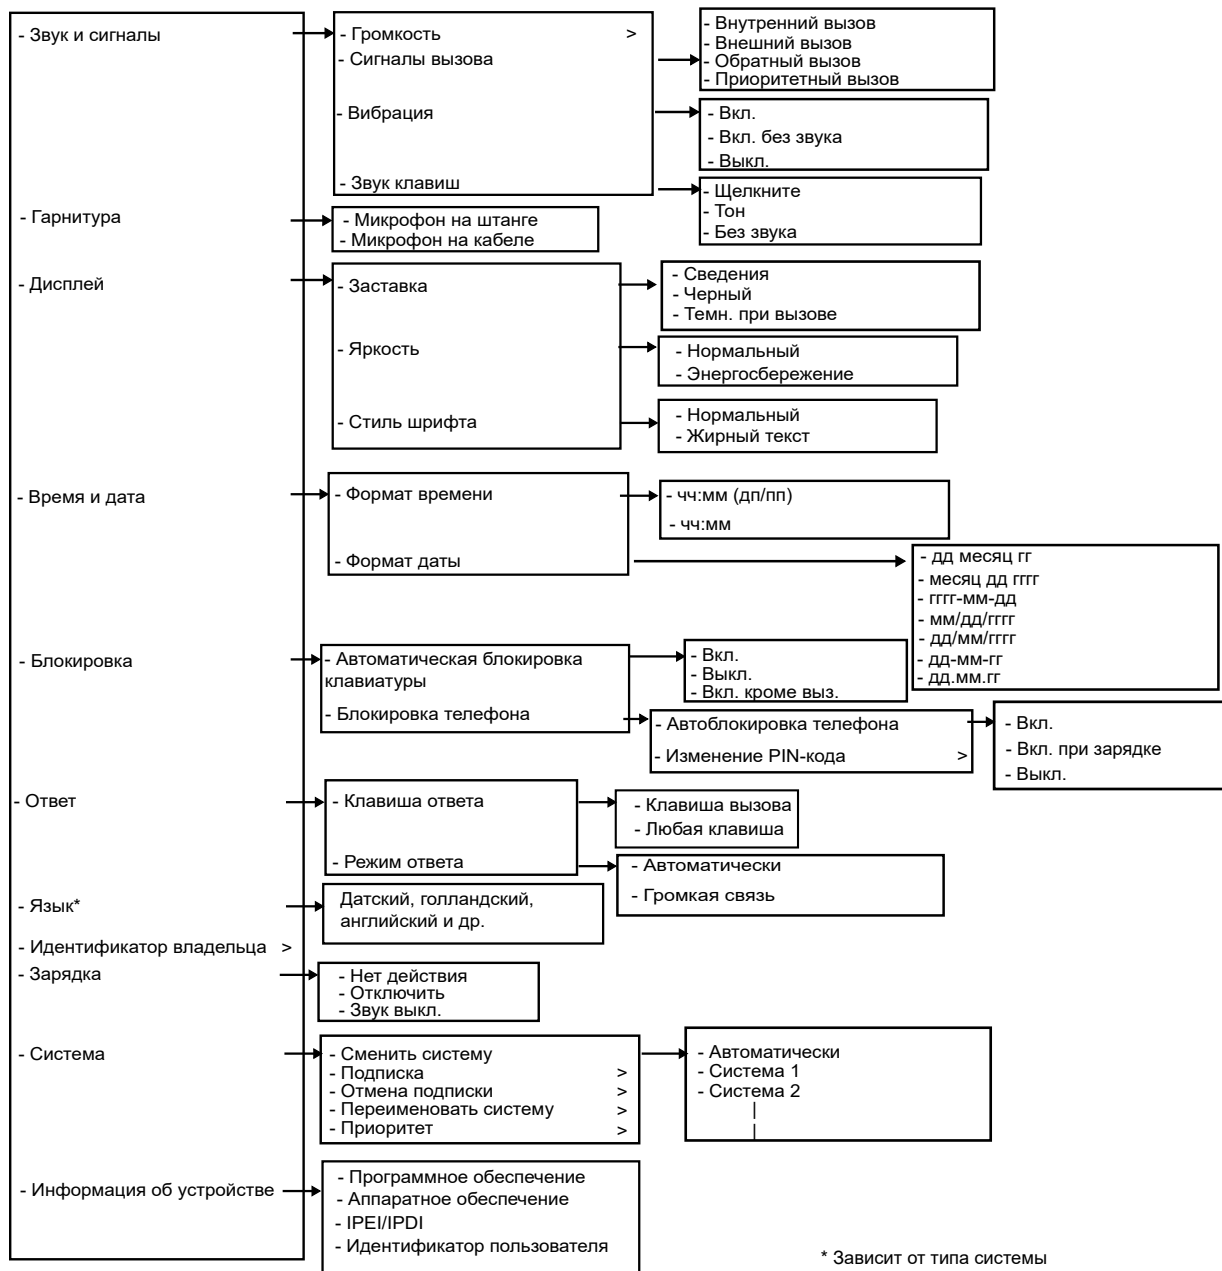 - Звук и сигналы
- Громкость >
- Сигналы вызова
- Внутренний вызов
- Внешний вызов
- Обратный вызов
- Приоритетный вызов
- Вибрация
- Вкл.
- Вкл. без звука
- Выкл.
- Звук клавиш
- Щелкните
- Тон
- Без звука
- Гарнитура
- Микрофон на штанге
- Микрофон на кабеле
- Дисплей
- Заставка
- Сведения
- Черный
- Темн. при вызове
- Яркость
- Нормальный
- Энергосбережение
- Стиль шрифта
- Нормальный
- Жирный текст
- Время и дата
- Формат времени
- чч:мм (дп/пп)
- чч:мм
- Формат даты
- дд месяц гг
- месяц дд гггг
- гггг-мм-дд
- мм/дд/гггг
- дд/мм/гггг
- дд-мм-гг
- дд.мм.гг
- Блокировка
- Автоматическая блокировка
клавиатуры
- Вкл.
- Выкл.
- Вкл. кроме выз.
- Блокировка телефона
- Автоблокировка телефона
- Изменение PIN-кода >
- Вкл.
- Вкл. при зарядке
- Выкл.
- Ответ
- Клавиша ответа
- Клавиша вызова
- Любая клавиша
- Режим ответа
- Автоматически
- Громкая связь
- Язык*
Датский, голландский,
английский и др.
- Идентификатор владельца >
- Зарядка
- Нет действия
- Отключить
- Звук выкл.
- Система
- Сменить систему
- Подписка >
- Отмена подписки >
- Переименовать систему >
- Приоритет >
- Автоматически
- Система 1
- Система 2
|
|
- Информация об устройстве
- Программное обеспечение
- Аппаратное обеспечение
- IPEI/IPDI
- Идентификатор пользователя
* Зависит от типа системы